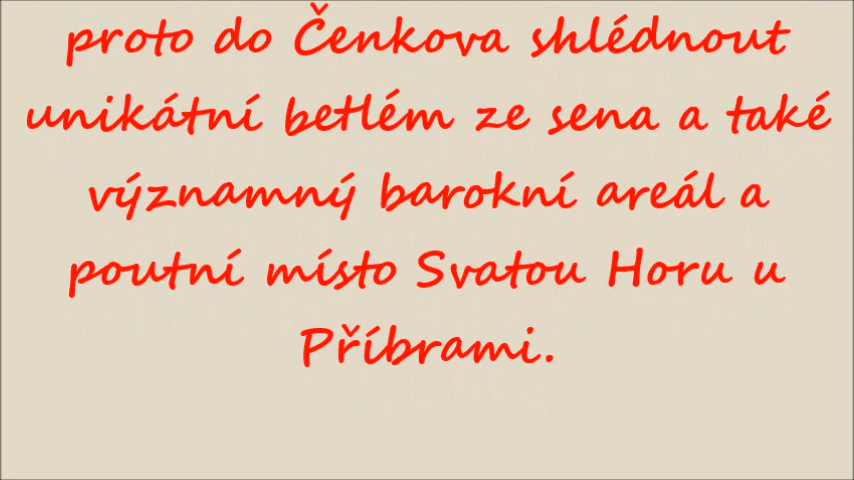 proto do Čenkova shlédnout
unikátní betlém ze sena a také
významný barokní areál a
poutní místo Svatou Horu u
Příbrami.